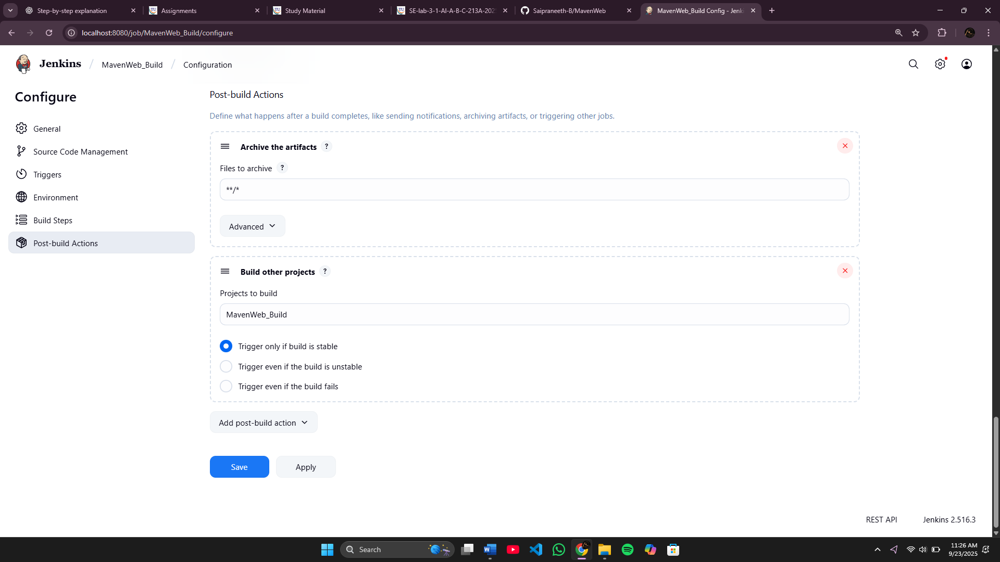 Step-by-step explanation
Assignments
Study Material
SE-lab-3-1-AI-A-B-C-213A-202
Saipraneeth-B/MavenWeb
MavenWeb_Build Config - Jenk
localhost:8080/job/MavenWeb_Build/configure
Jenkins / MavenWeb_Build / Configuration
Configure
General
Source Code Management
Triggers
Environment
Build Steps
Post-build Actions
Post-build Actions
Define what happens after a build completes, like sending notifications, archiving artifacts, or triggering other jobs.
Archive the artifacts ?
Files to archive ?
**/*
Advanced
Build other projects ?
Projects to build
MavenWeb_Build
Trigger only if build is stable
Trigger even if the build is unstable
Trigger even if the build fails
Add post-build action
Save
Apply
REST API
Jenkins 2.516.3
Search
11:26 AM
9/23/2025